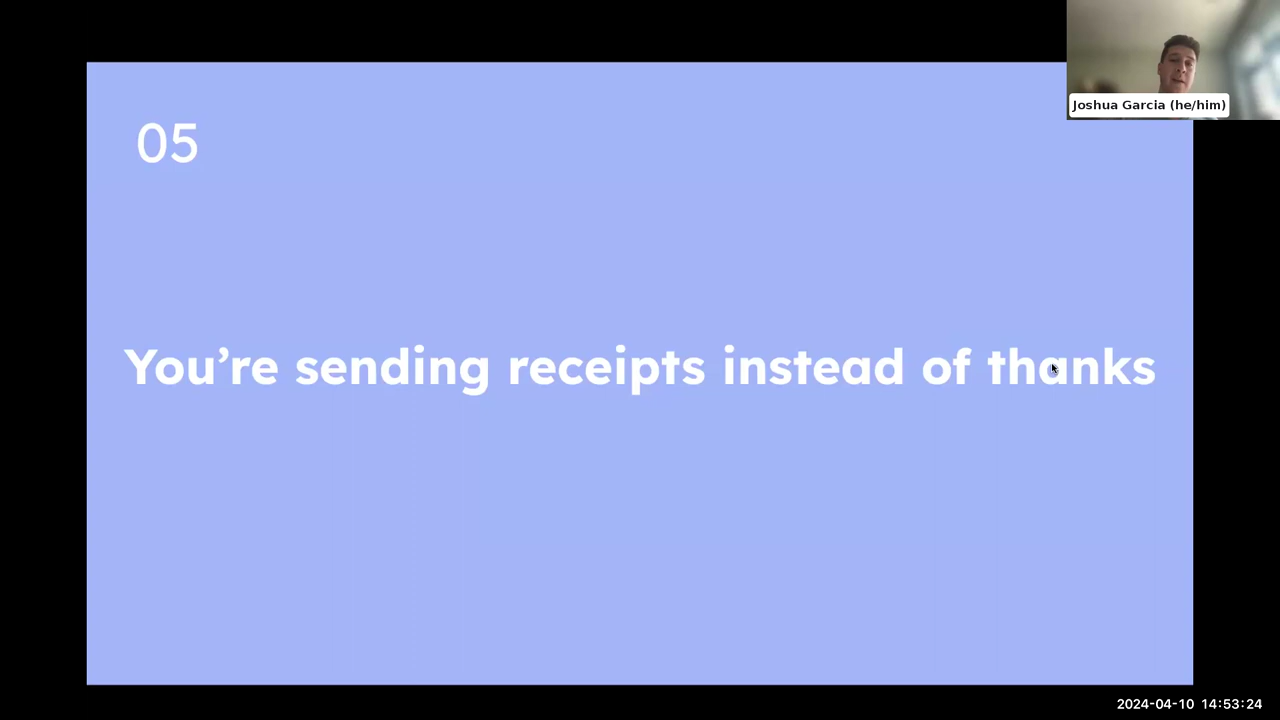 Joshua Garcia (he/him)
05
You’re sending receipts instead of thanks
2024-04-10 14:53:24